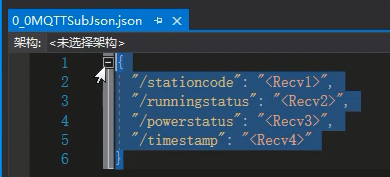 0_0MQTTSubJson.json
架构: <未选择架构>
1 {
2 "/stationcode": "<Recv1>",
3 "/runningstatus": "<Recv2>",
4 "/powerstatus": "<Recv3>",
5 "/timestamp": "<Recv4>"
6 }